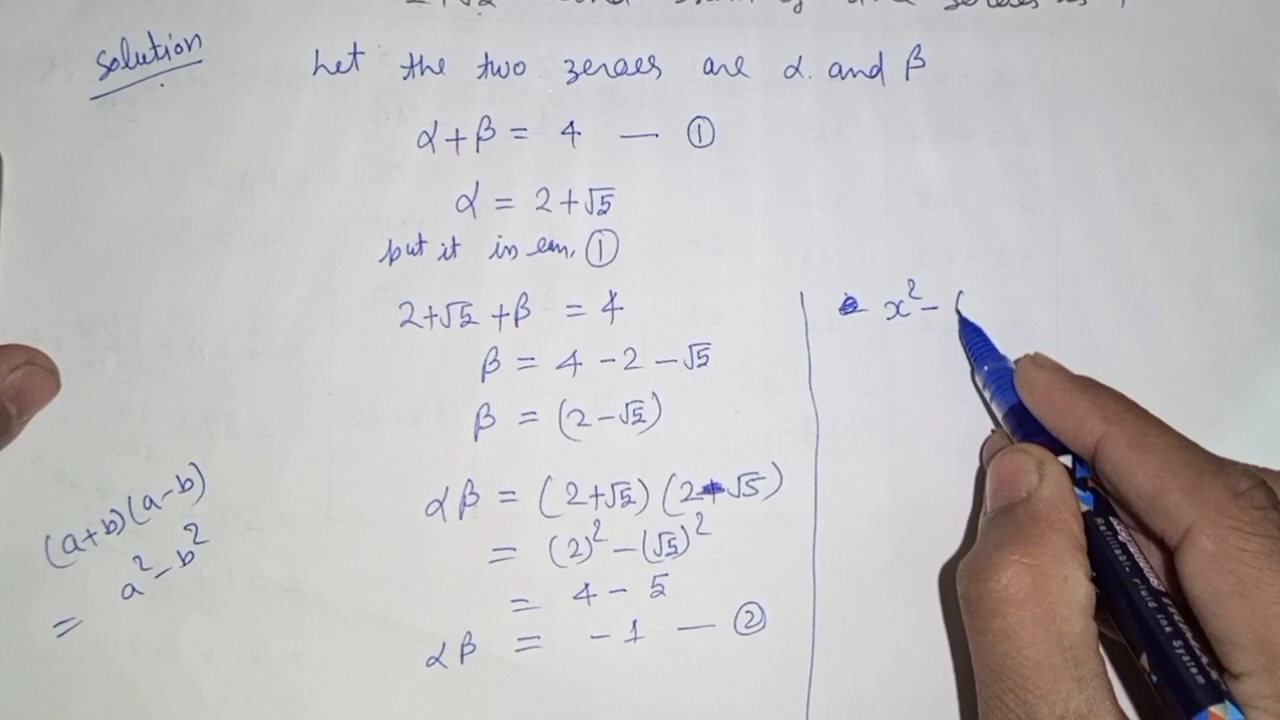 2+√5
Solution
Let the two zeroes are α and β
α+β = 4 — ①
α = 2+√5
put it in eqn. ①
2+√5 +β = 4
β = 4 -2 -√5
β = (2-√5)
αβ = (2+√5) (2-√5)
= (2)² -(√5)²
= 4 - 5
αβ = -1 — ②
(a+b)(a-b)
= a²-b²
x² - (